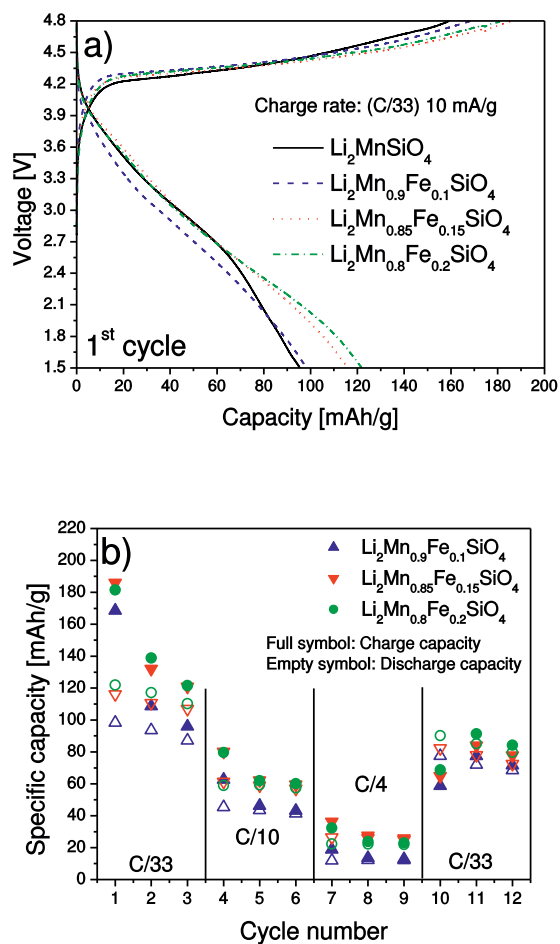 4.8
a)
4.5
4.2
3.9
Charge rate: (C/33) 10 mA/g
3.6
Li2MnSiO4
3.3
Li2Mn0.9Fe0.1SiO4
3.0
Li2Mn0.85Fe0.15SiO4
2.7
Li2Mn0.8Fe0.2SiO4
2.4
2.1
1.8
1st cycle
1.5
Voltage [V]
0 20 40 60 80 100 120 140 160 180 200
Capacity [mAh/g]
220
b)
Li2Mn0.9Fe0.1SiO4
200
Li2Mn0.85Fe0.15SiO4
180
Li2Mn0.8Fe0.2SiO4
160
Full symbol: Charge capacity
140
Empty symbol: Discharge capacity
120
100
80
60
40
20
0
Specific capacity [mAh/g]
C/33
C/10
C/4
C/33
1 2 3 4 5 6 7 8 9 10 11 12
Cycle number